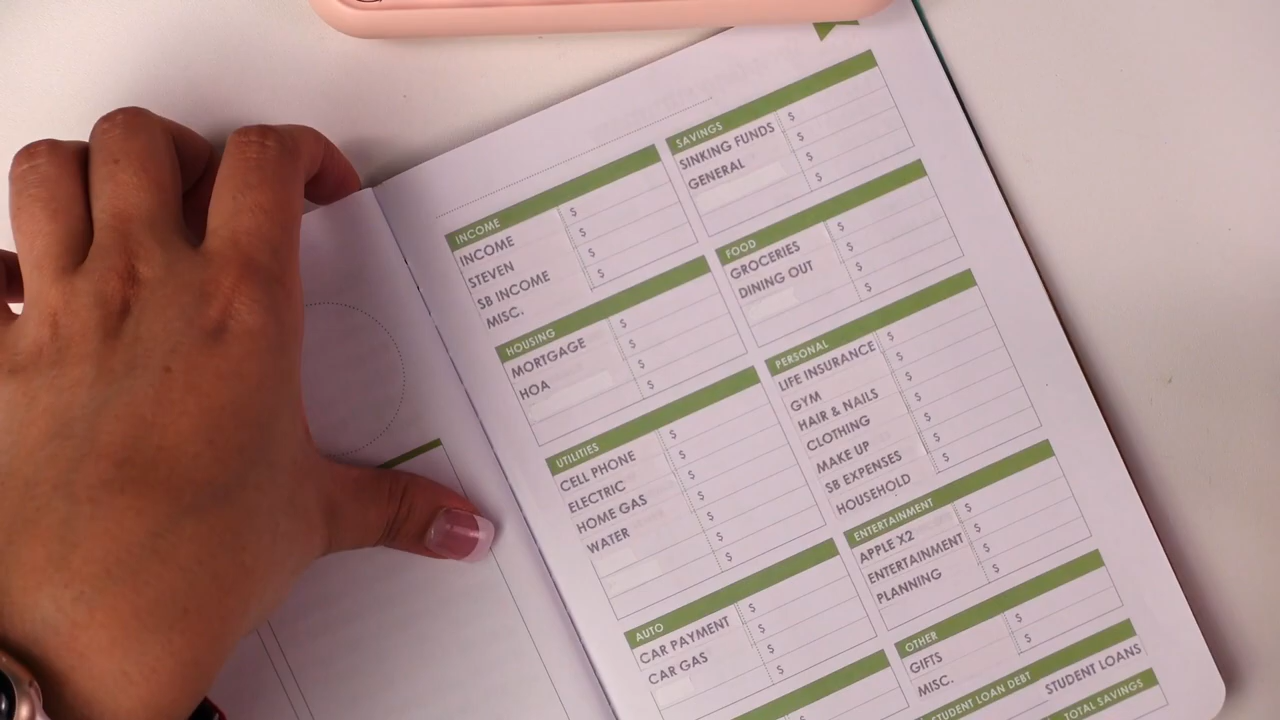 INCOME
INCOME $
STEVEN $
SB INCOME $
MISC. $
HOUSING
MORTGAGE $
HOA $
$
$
UTILITIES
CELL PHONE $
ELECTRIC $
HOME GAS $
WATER $
$
$
$
AUTO
CAR PAYMENT $
CAR GAS $
$
$
$
SAVINGS
SINKING FUNDS $
GENERAL $
$
$
FOOD
GROCERIES $
DINING OUT $
$
$
PERSONAL
LIFE INSURANCE $
GYM $
HAIR & NAILS $
CLOTHING $
MAKE UP $
SB EXPENSES $
HOUSEHOLD $
ENTERTAINMENT
APPLE X2 $
ENTERTAINMENT $
PLANNING $
$
OTHER
GIFTS $
MISC. $
STUDENT LOAN DEBT
STUDENT LOANS
TOTAL SAVINGS